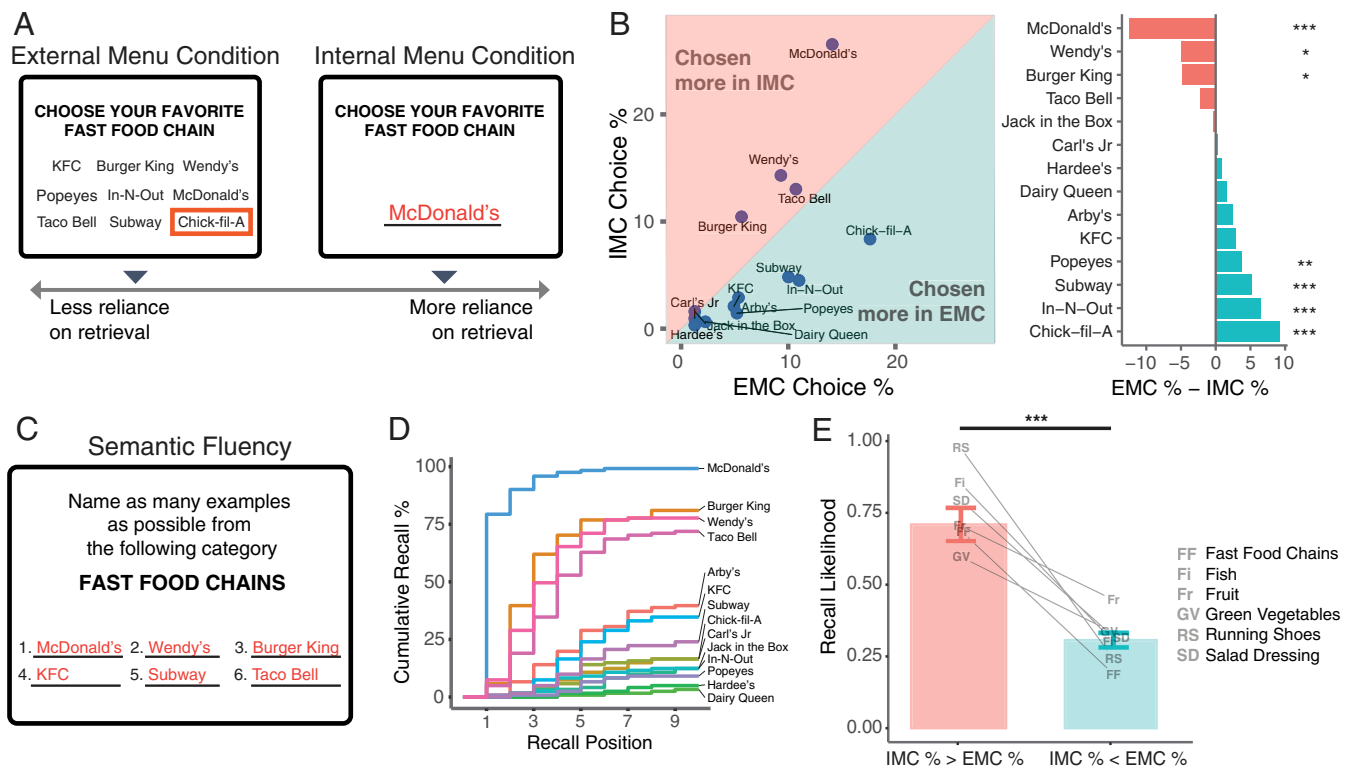 A
External Menu Condition
CHOOSE YOUR FAVORITE
FAST FOOD CHAIN
KFC Burger King Wendy's
Popeyes In-N-Out McDonald's
Taco Bell Subway Chick-fil-A
Internal Menu Condition
CHOOSE YOUR FAVORITE
FAST FOOD CHAIN
McDonald's
Less reliance
on retrieval
More reliance
on retrieval
B
IMC Choice %
20
10
0
Chosen
more in IMC
McDonald's
Wendy's
Taco Bell
Burger King
Chick−fil−A
Subway
In−N−Out
KFC
Carl's Jr
Arby's
Popeyes
Jack in the Box
Hardee's
Dairy Queen
Chosen
more in EMC
0 10 20
EMC Choice %
McDonald's ***
Wendy's *
Burger King *
Taco Bell
Jack in the Box
Carl's Jr
Hardee's
Dairy Queen
Arby's
KFC
Popeyes **
Subway ***
In−N−Out ***
Chick−fil−A ***
−10 −5 0 5 10
EMC % − IMC %
C
Semantic Fluency
Name as many examples
as possible from
the following category
FAST FOOD CHAINS
1. McDonald's 2. Wendy's 3. Burger King
4. KFC 5. Subway 6. Taco Bell
D
Cumulative Recall %
100
75
50
25
0
McDonald's
Burger King
Wendy's
Taco Bell
Arby's
KFC
Subway
Chick−fil−A
Carl's Jr
Jack in the Box
In−N−Out
Popeyes
Hardee's
Dairy Queen
1 3 5 7 9
Recall Position
E
***
Recall Likelihood
1.00
0.75
0.50
0.25
0.00
RS
Fi
SD
Fr
FF
GV
Fr
GV
SD
Fi
RS
FF
IMC % > EMC % IMC % < EMC %
FF Fast Food Chains
Fi Fish
Fr Fruit
GV Green Vegetables
RS Running Shoes
SD Salad Dressing